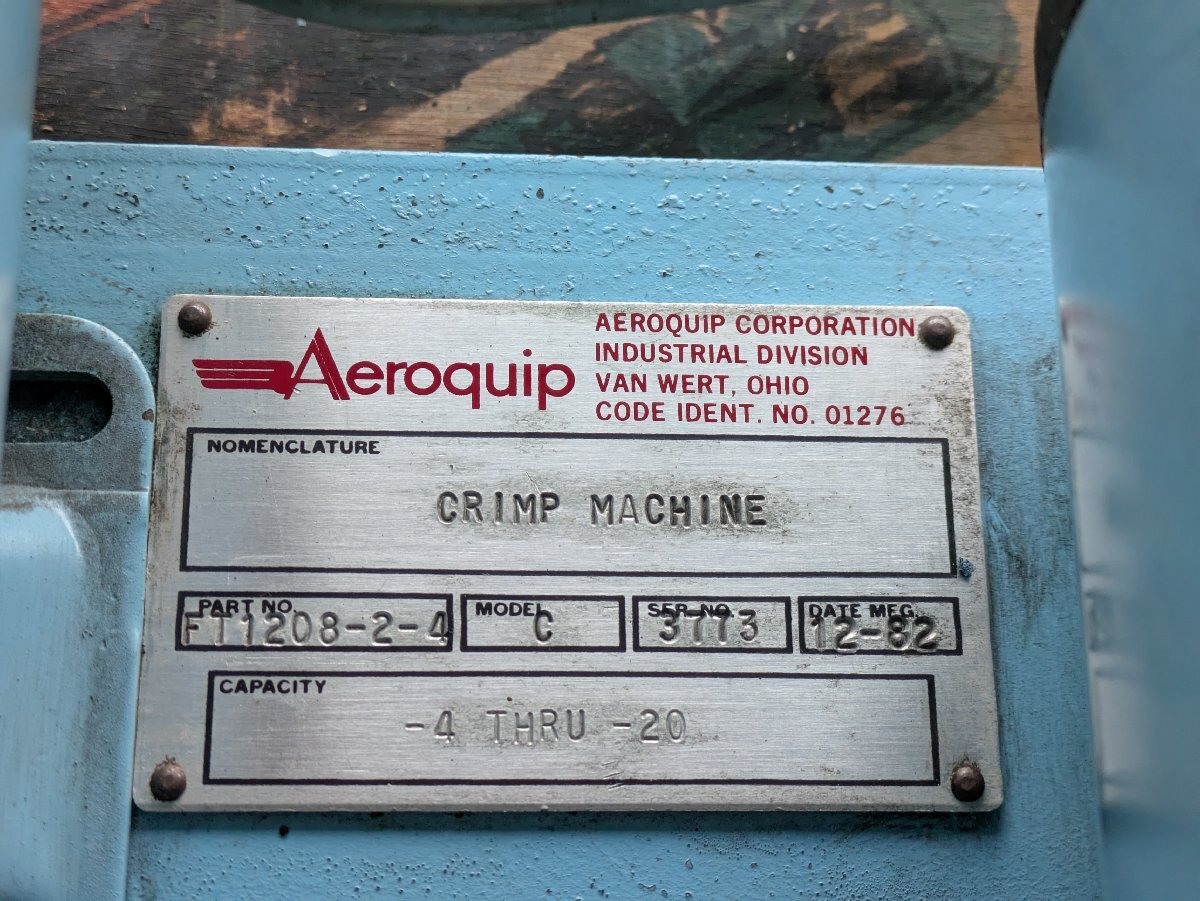 Aeroquip
AEROQUIP CORPORATION
INDUSTRIAL DIVISION
VAN WERT, OHIO
CODE IDENT. NO. 01276
NOMENCLATURE
CRIMP MACHINE
PART NO.
FT1208-2-4
MODEL
C
SER. NO.
3773
DATE MFG.
12-82
CAPACITY
-4 THRU -20